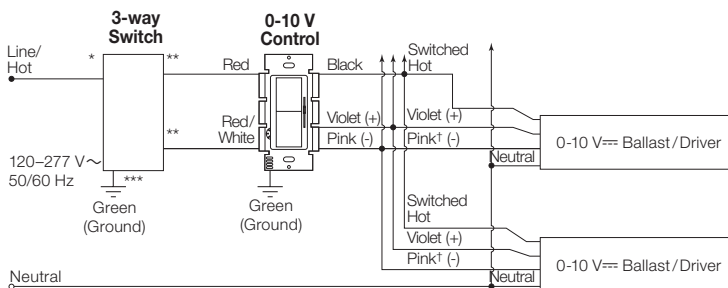 3-way
Switch
0-10 V
Control
Line/
Hot
*
**
Red
Black
Switched
Hot
Red/
White
**
Violet (+)
Violet (+)
Pink (-)
Pink† (-)
Neutral
0-10 V⎓ Ballast/Driver
120–277 V~
50/60 Hz
***
Green
(Ground)
Green
(Ground)
Switched
Hot
Violet (+)
Pink† (-)
Neutral
Neutral
0-10 V⎓ Ballast/Driver